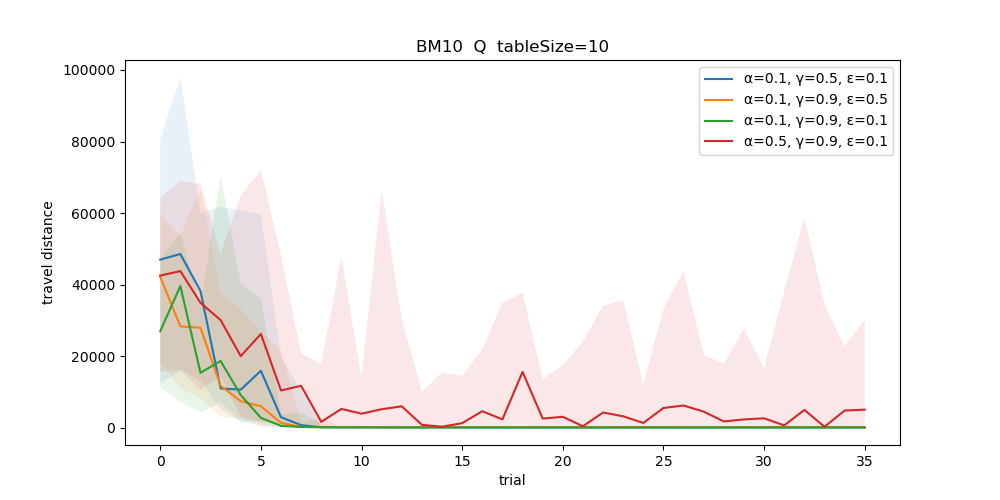 BM10  Q  tableSize=10
100000
80000
60000
40000
20000
0
travel distance
α=0.1, γ=0.5, ε=0.1
α=0.1, γ=0.9, ε=0.5
α=0.1, γ=0.9, ε=0.1
α=0.5, γ=0.9, ε=0.1
0 5 10 15 20 25 30 35
trial